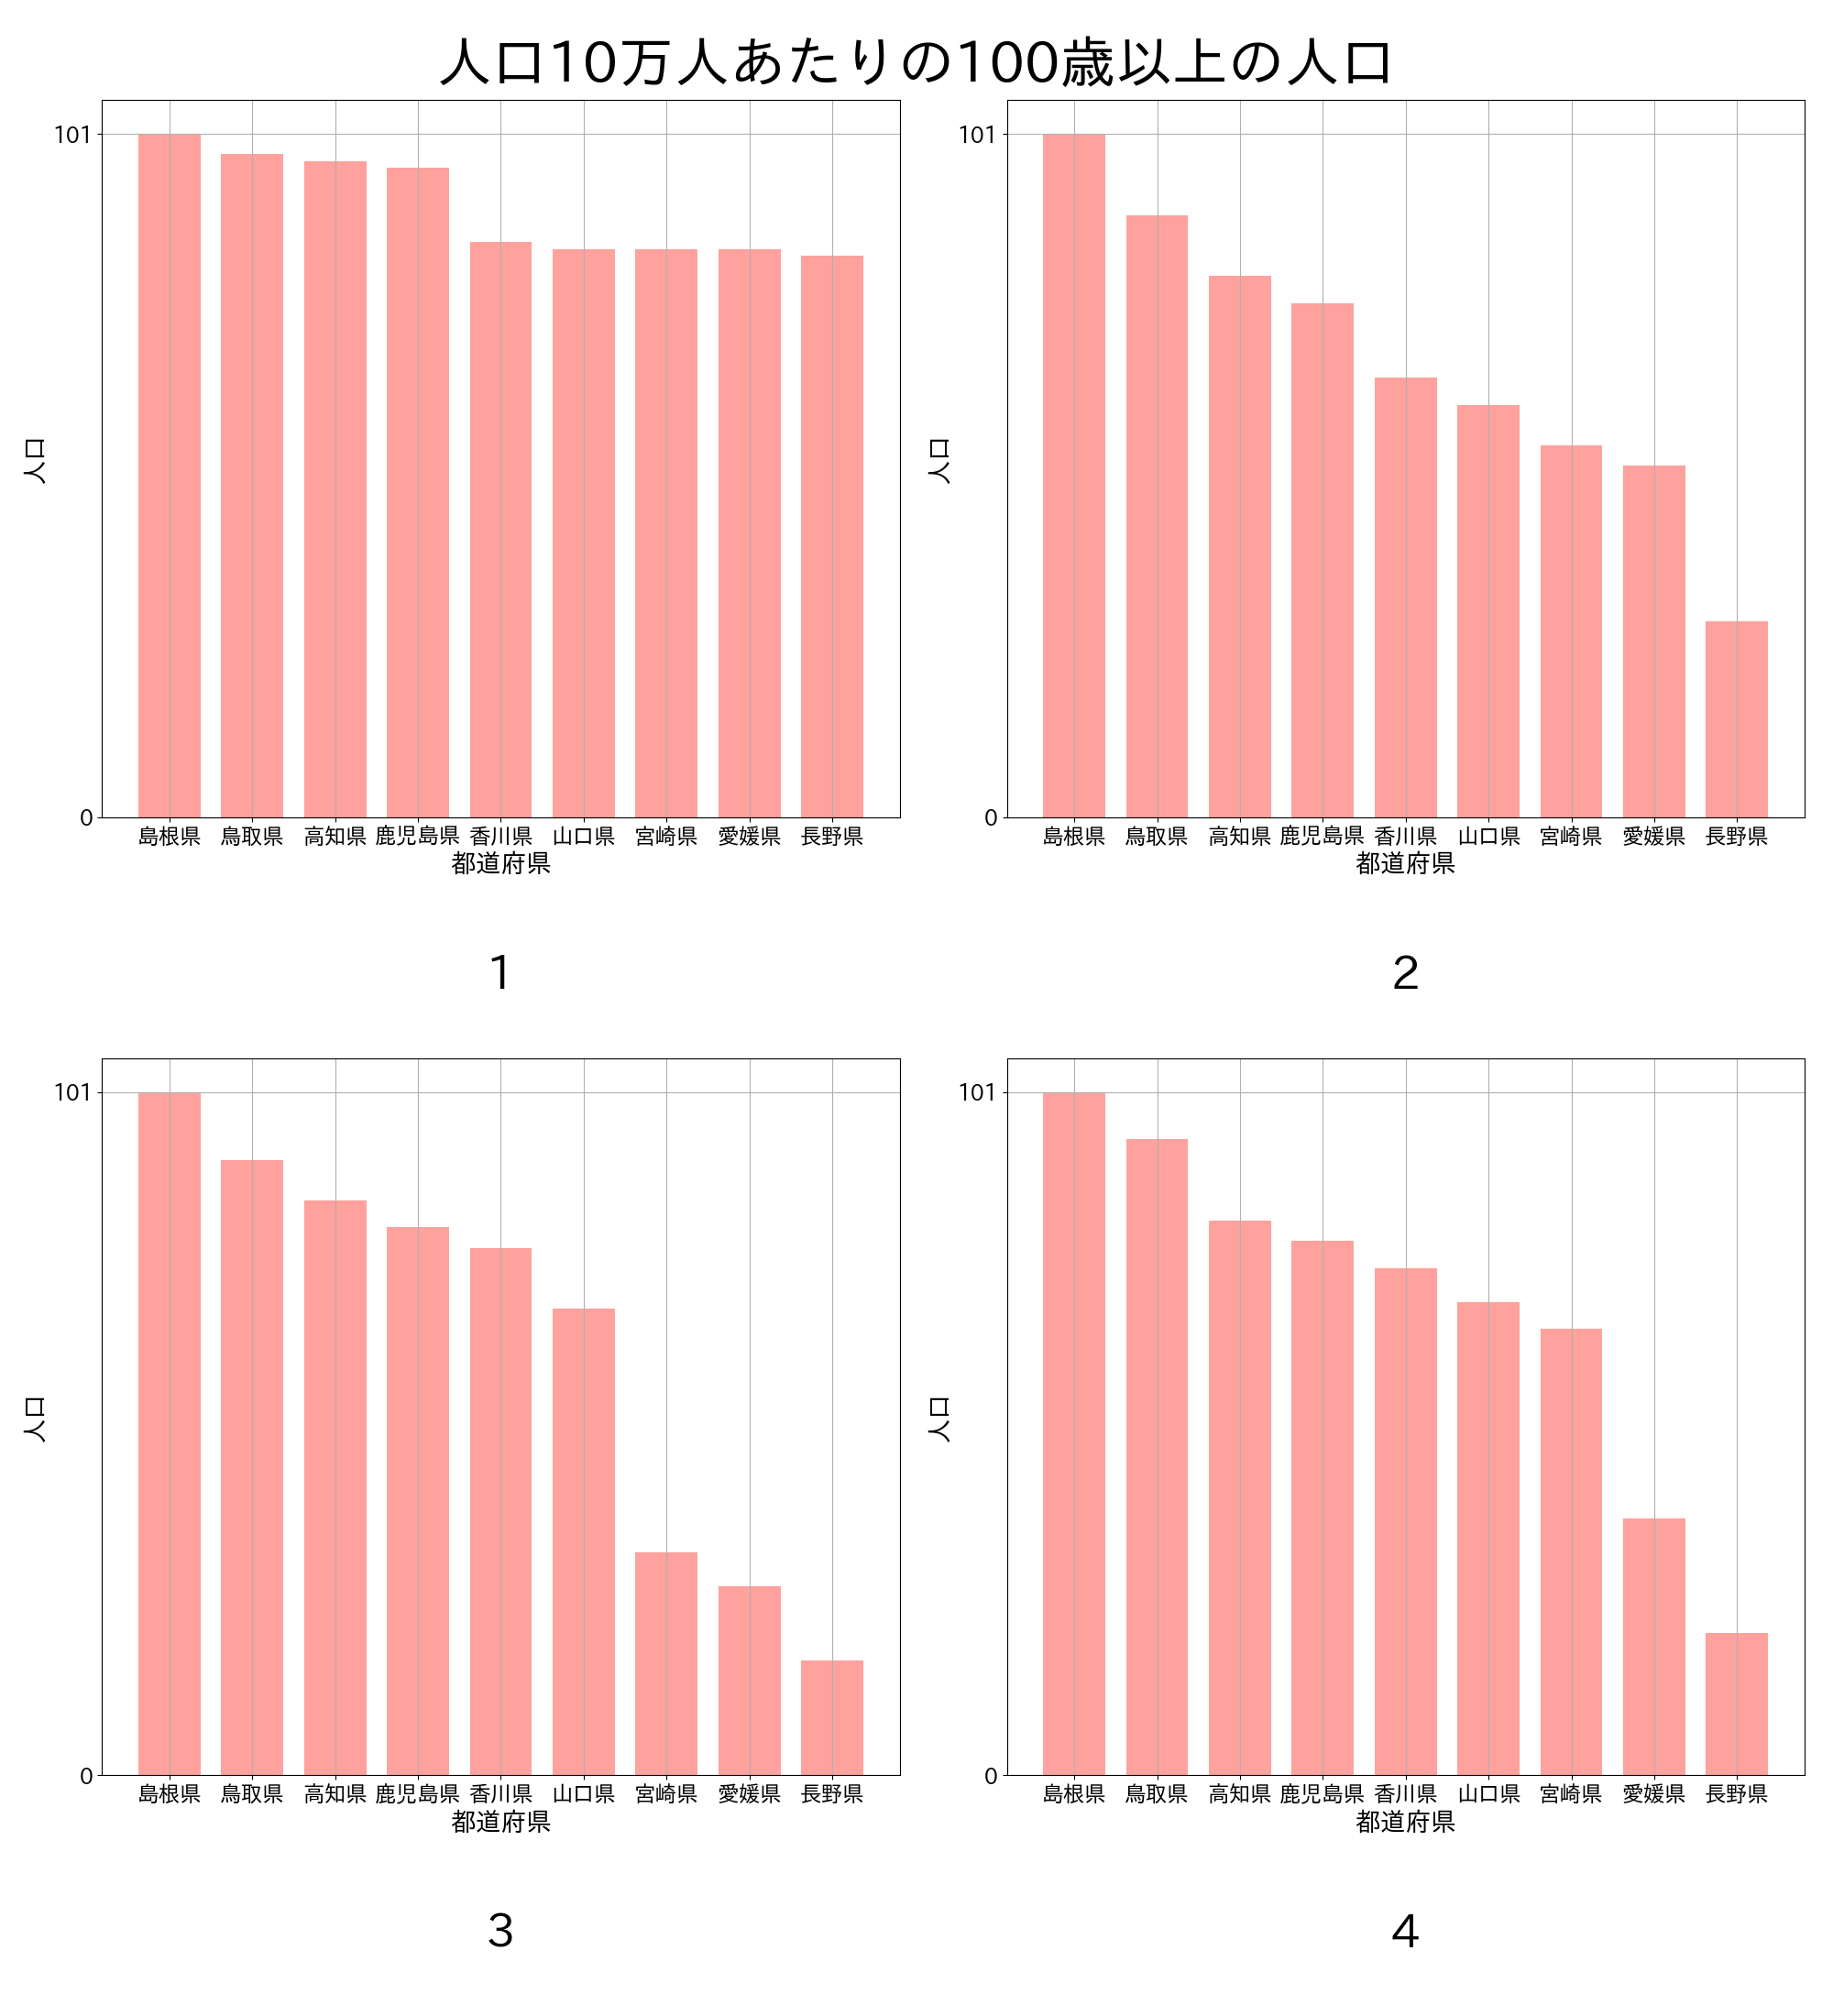 人口10万人あたりの100歳以上の人口
101
0
人口
島根県 鳥取県 高知県 鹿児島県 香川県 山口県 宮崎県 愛媛県 長野県
都道府県
1
101
0
人口
島根県 鳥取県 高知県 鹿児島県 香川県 山口県 宮崎県 愛媛県 長野県
都道府県
2
101
0
人口
島根県 鳥取県 高知県 鹿児島県 香川県 山口県 宮崎県 愛媛県 長野県
都道府県
3
101
0
人口
島根県 鳥取県 高知県 鹿児島県 香川県 山口県 宮崎県 愛媛県 長野県
都道府県
4